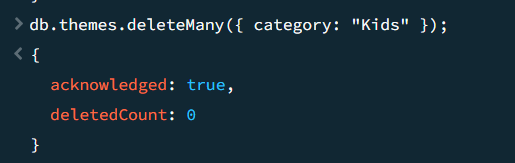 > db.themes.deleteMany({ category: "Kids" });
< {
acknowledged: true,
deletedCount: 0
}